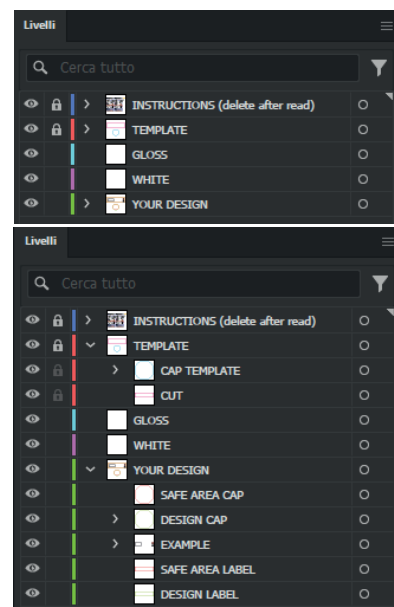 Livelli
Cerca tutto
INSTRUCTIONS (delete after read)
TEMPLATE
GLOSS
WHITE
YOUR DESIGN
Livelli
Cerca tutto
INSTRUCTIONS (delete after read)
TEMPLATE
CAP TEMPLATE
CUT
GLOSS
WHITE
YOUR DESIGN
SAFE AREA CAP
DESIGN CAP
EXAMPLE
SAFE AREA LABEL
DESIGN LABEL